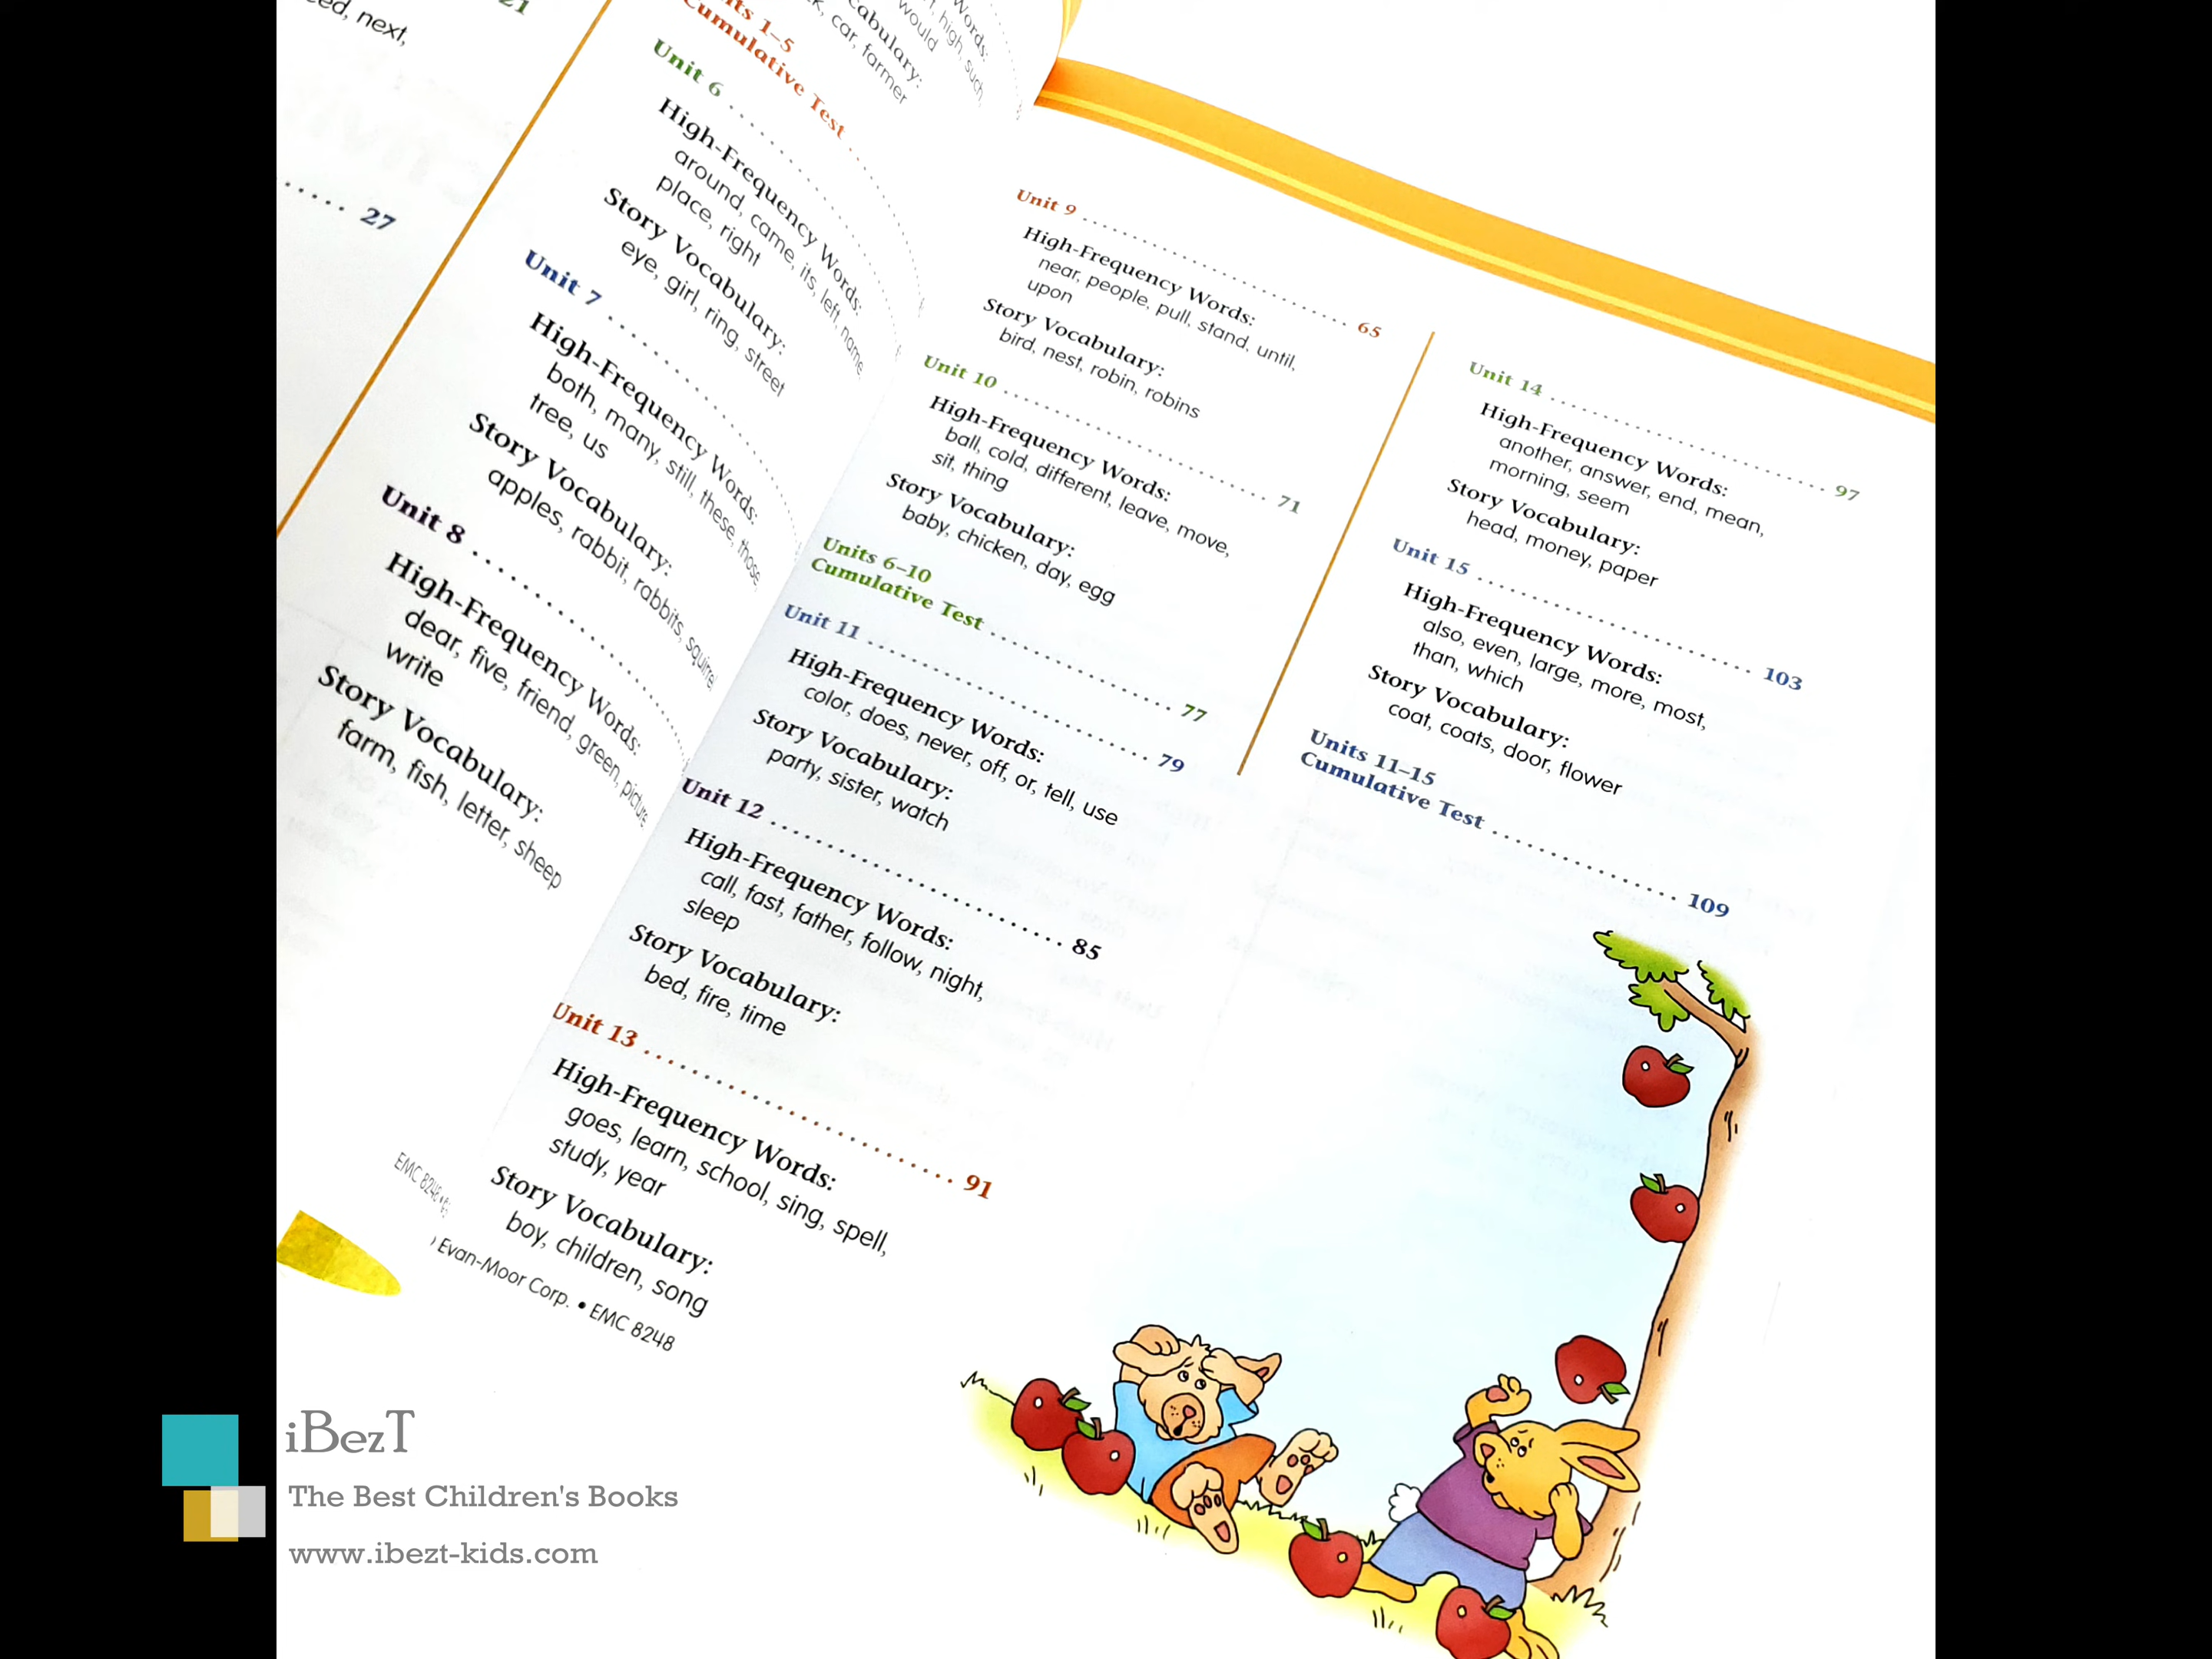 21
next,
27
Units 1–5
Cumulative Test
Unit 6
High-Frequency Words:
around, came, its, left, name,
place, right
Story Vocabulary:
eye, girl, ring, street
Unit 7
High-Frequency Words:
both, many, still, these, those,
tree, us
Story Vocabulary:
apples, rabbit, rabbits,
Unit 8
High-Frequency Words:
dear, five, friend, green, picture
write
Story Vocabulary:
farm, fish, letter, sheep
EMC 8248
Words:
high, such,
would
car, farmer
Unit 9 65
High-Frequency Words:
near, people, pull, stand, until,
upon
Story Vocabulary:
bird, nest, robin, robins
Unit 10 71
High-Frequency Words:
ball, cold, different, leave, move,
sit, thing
Story Vocabulary:
baby, chicken, day, egg
Units 6–10
Cumulative Test 77
Unit 11 79
High-Frequency Words:
color, does, never, off, or, tell, use
Story Vocabulary:
party, sister, watch
Unit 12 85
High-Frequency Words:
call, fast, father, follow, night,
sleep
Story Vocabulary:
bed, fire, time
Unit 13 91
High-Frequency Words:
goes, learn, school, sing, spell,
study, year
Story Vocabulary:
boy, children, song
Evan-Moor Corp. • EMC 8248
Unit 14 97
High-Frequency Words:
another, answer, end, mean,
morning, seem
Story Vocabulary:
head, money, paper
Unit 15 103
High-Frequency Words:
also, even, large, more, most,
than, which
Story Vocabulary:
coat, coats, door, flower
Units 11–15
Cumulative Test 109
iBezT
The Best Children's Books
www.ibezt-kids.com